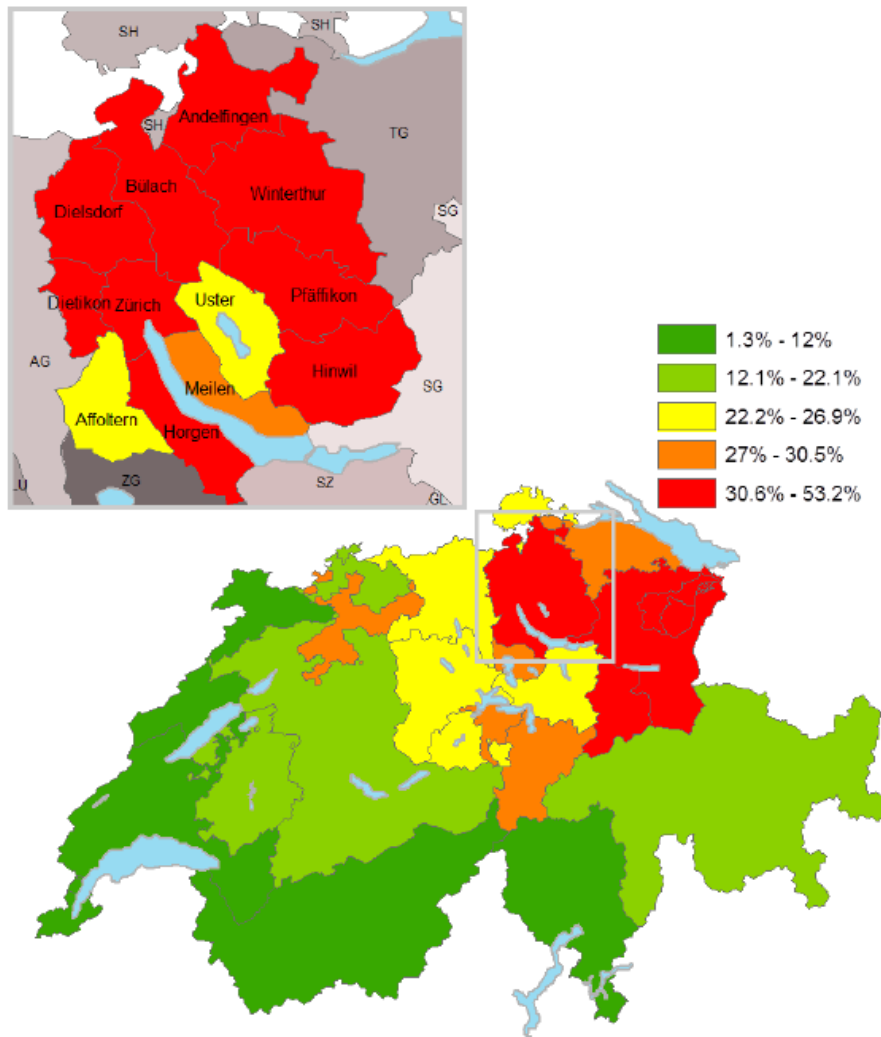 SH
SH
Andelfingen
SH
TG
Bülach
Winterthur
Dielsdorf
SG
Dietikon
Zürich
Uster
Pfäffikon
AG
Meilen
Hinwil
SG
Affoltern
Horgen
LU
ZG
SZ
GL
1.3% - 12%
12.1% - 22.1%
22.2% - 26.9%
27% - 30.5%
30.6% - 53.2%